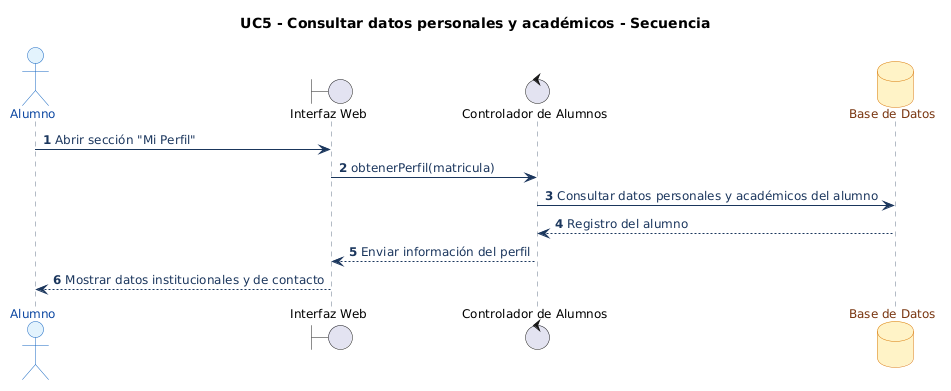 UC5 - Consultar datos personales y académicos - Secuencia
Alumno
Interfaz Web
Controlador de Alumnos
Base de Datos
1 Abrir sección "Mi Perfil"
2 obtenerPerfil(matricula)
3 Consultar datos personales y académicos del alumno
4 Registro del alumno
5 Enviar información del perfil
6 Mostrar datos institucionales y de contacto
Alumno
Interfaz Web
Controlador de Alumnos
Base de Datos